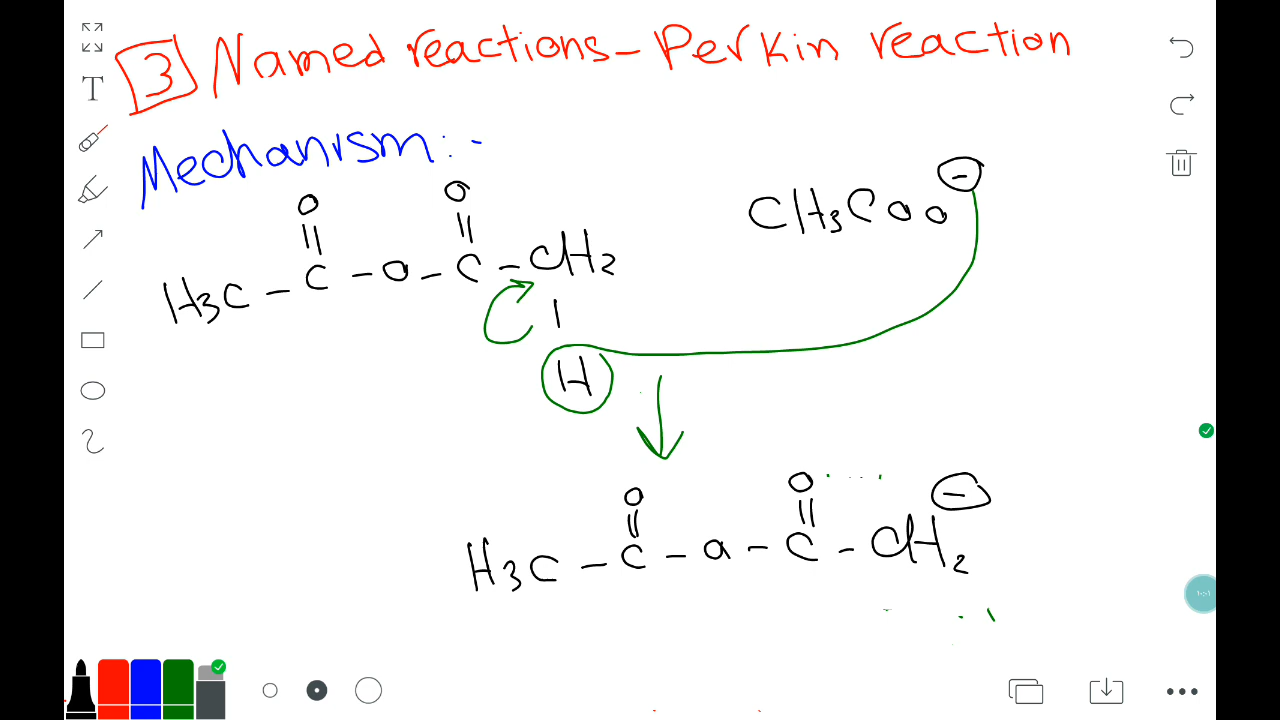 3 Named reactions - Perkin reaction
Mechanism :-
O O
|| ||
H3C - C - O - C - CH2
|
H
CH3COO -
O O
|| ||
H3C - C - O - C - CH2 -
T